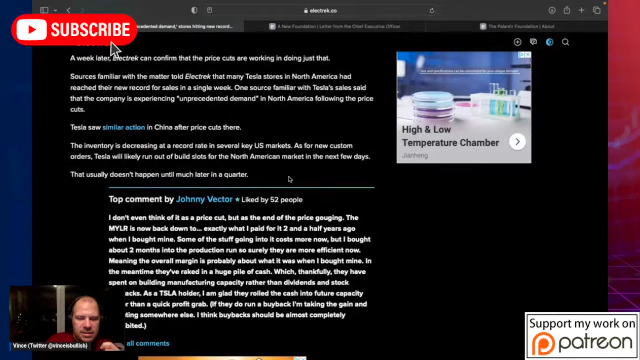 SUBSCRIBE
electrek.co
precedented demand,' stores hitting new record...
A New Foundation | Letter from the Chief Executive Officer
The Palantir Foundation | About
A week later, Electrek can confirm that the price cuts are working in doing just that.
Sources familiar with the matter told Electrek that many Tesla stores in North America had
reached their new record for sales in a single week. One source familiar with Tesla's sales said
that the company is experiencing "unprecedented demand" in North America following the price
cuts.
Tesla saw similar action in China after price cuts there.
The inventory is decreasing at a record rate in several key US markets. As for new custom
orders, Tesla will likely run out of build slots for the North American market in the next few days.
That usually doesn't happen until much later in a quarter.
High & Low
Temperature Chamber
Jianheng
Top comment by Johnny Vector Liked by 52 people
I don't even think of it as a price cut, but as the end of the price gouging. The
MYLR is now back down to... exactly what I paid for it 2 and a half years ago
when I bought mine. Some of the stuff going into it costs more now, but I bought
about 2 months into the production run so surely they are more efficient now.
Meaning the overall margin is probably about what it was when I bought mine. In
the meantime they've raked in a huge pile of cash. Which, thankfully, they have
spent on building manufacturing capacity rather than dividends and stock
acks. As a TSLA holder, I am glad they rolled the cash into future capacity
r than a quick profit grab. (If they do run a buyback I'm taking the gain and
ting somewhere else. I think buybacks should be almost completely
bited.)
all comments
Vince (Twitter @vinceisbullish)
Support my work on
patreon